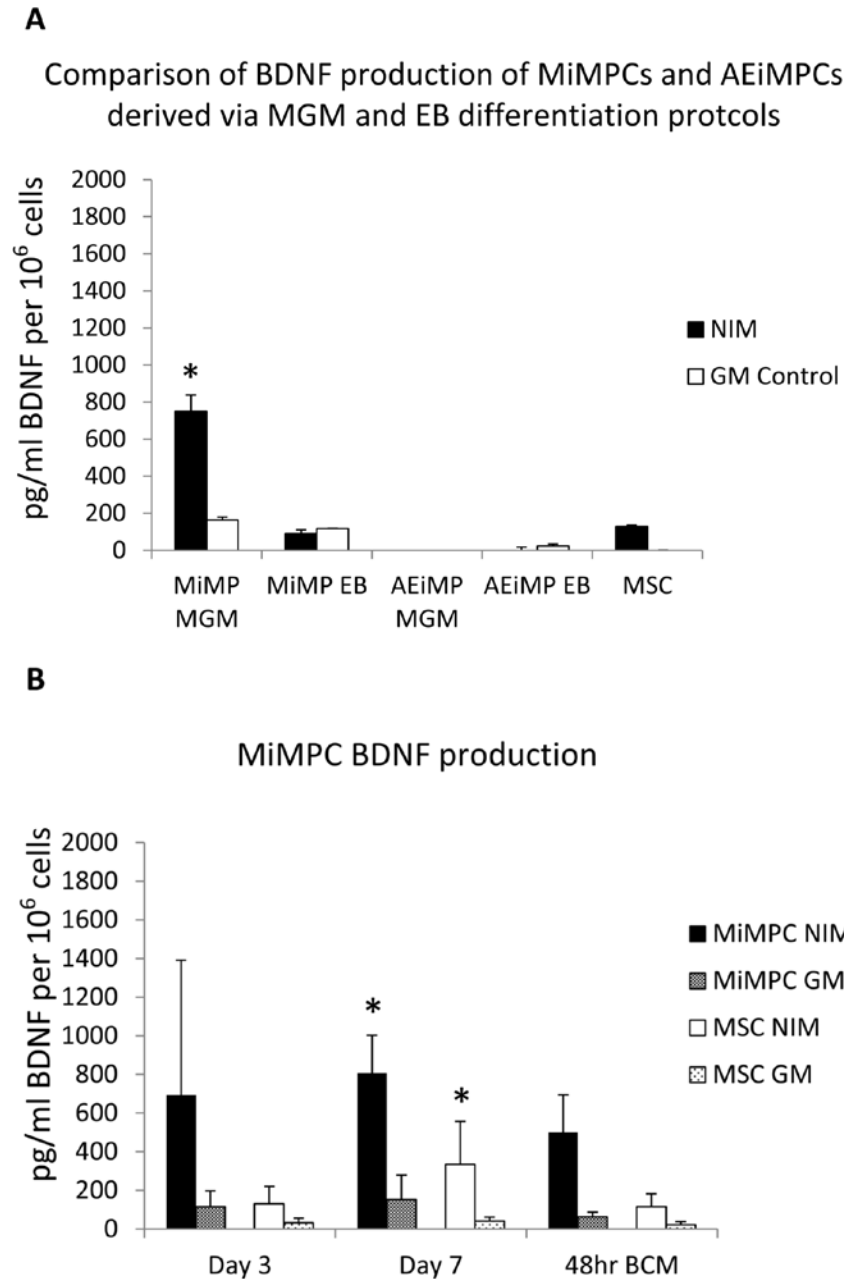 A
Comparison of BDNF production of MiMPCs and AEiMPCs
derived via MGM and EB differentiation protcols
pg/ml BDNF per 10⁶ cells
2000
1800
1600
1400
1200
1000
800
600
400
200
0
*
NIM
GM Control
MiMP MGM
MiMP EB
AEiMP MGM
AEiMP EB
MSC
B
MiMPC BDNF production
pg/ml BDNF per 10⁶ cells
2000
1800
1600
1400
1200
1000
800
600
400
200
0
*
*
MiMPC NIM
MiMPC GM
MSC NIM
MSC GM
Day 3
Day 7
48hr BCM